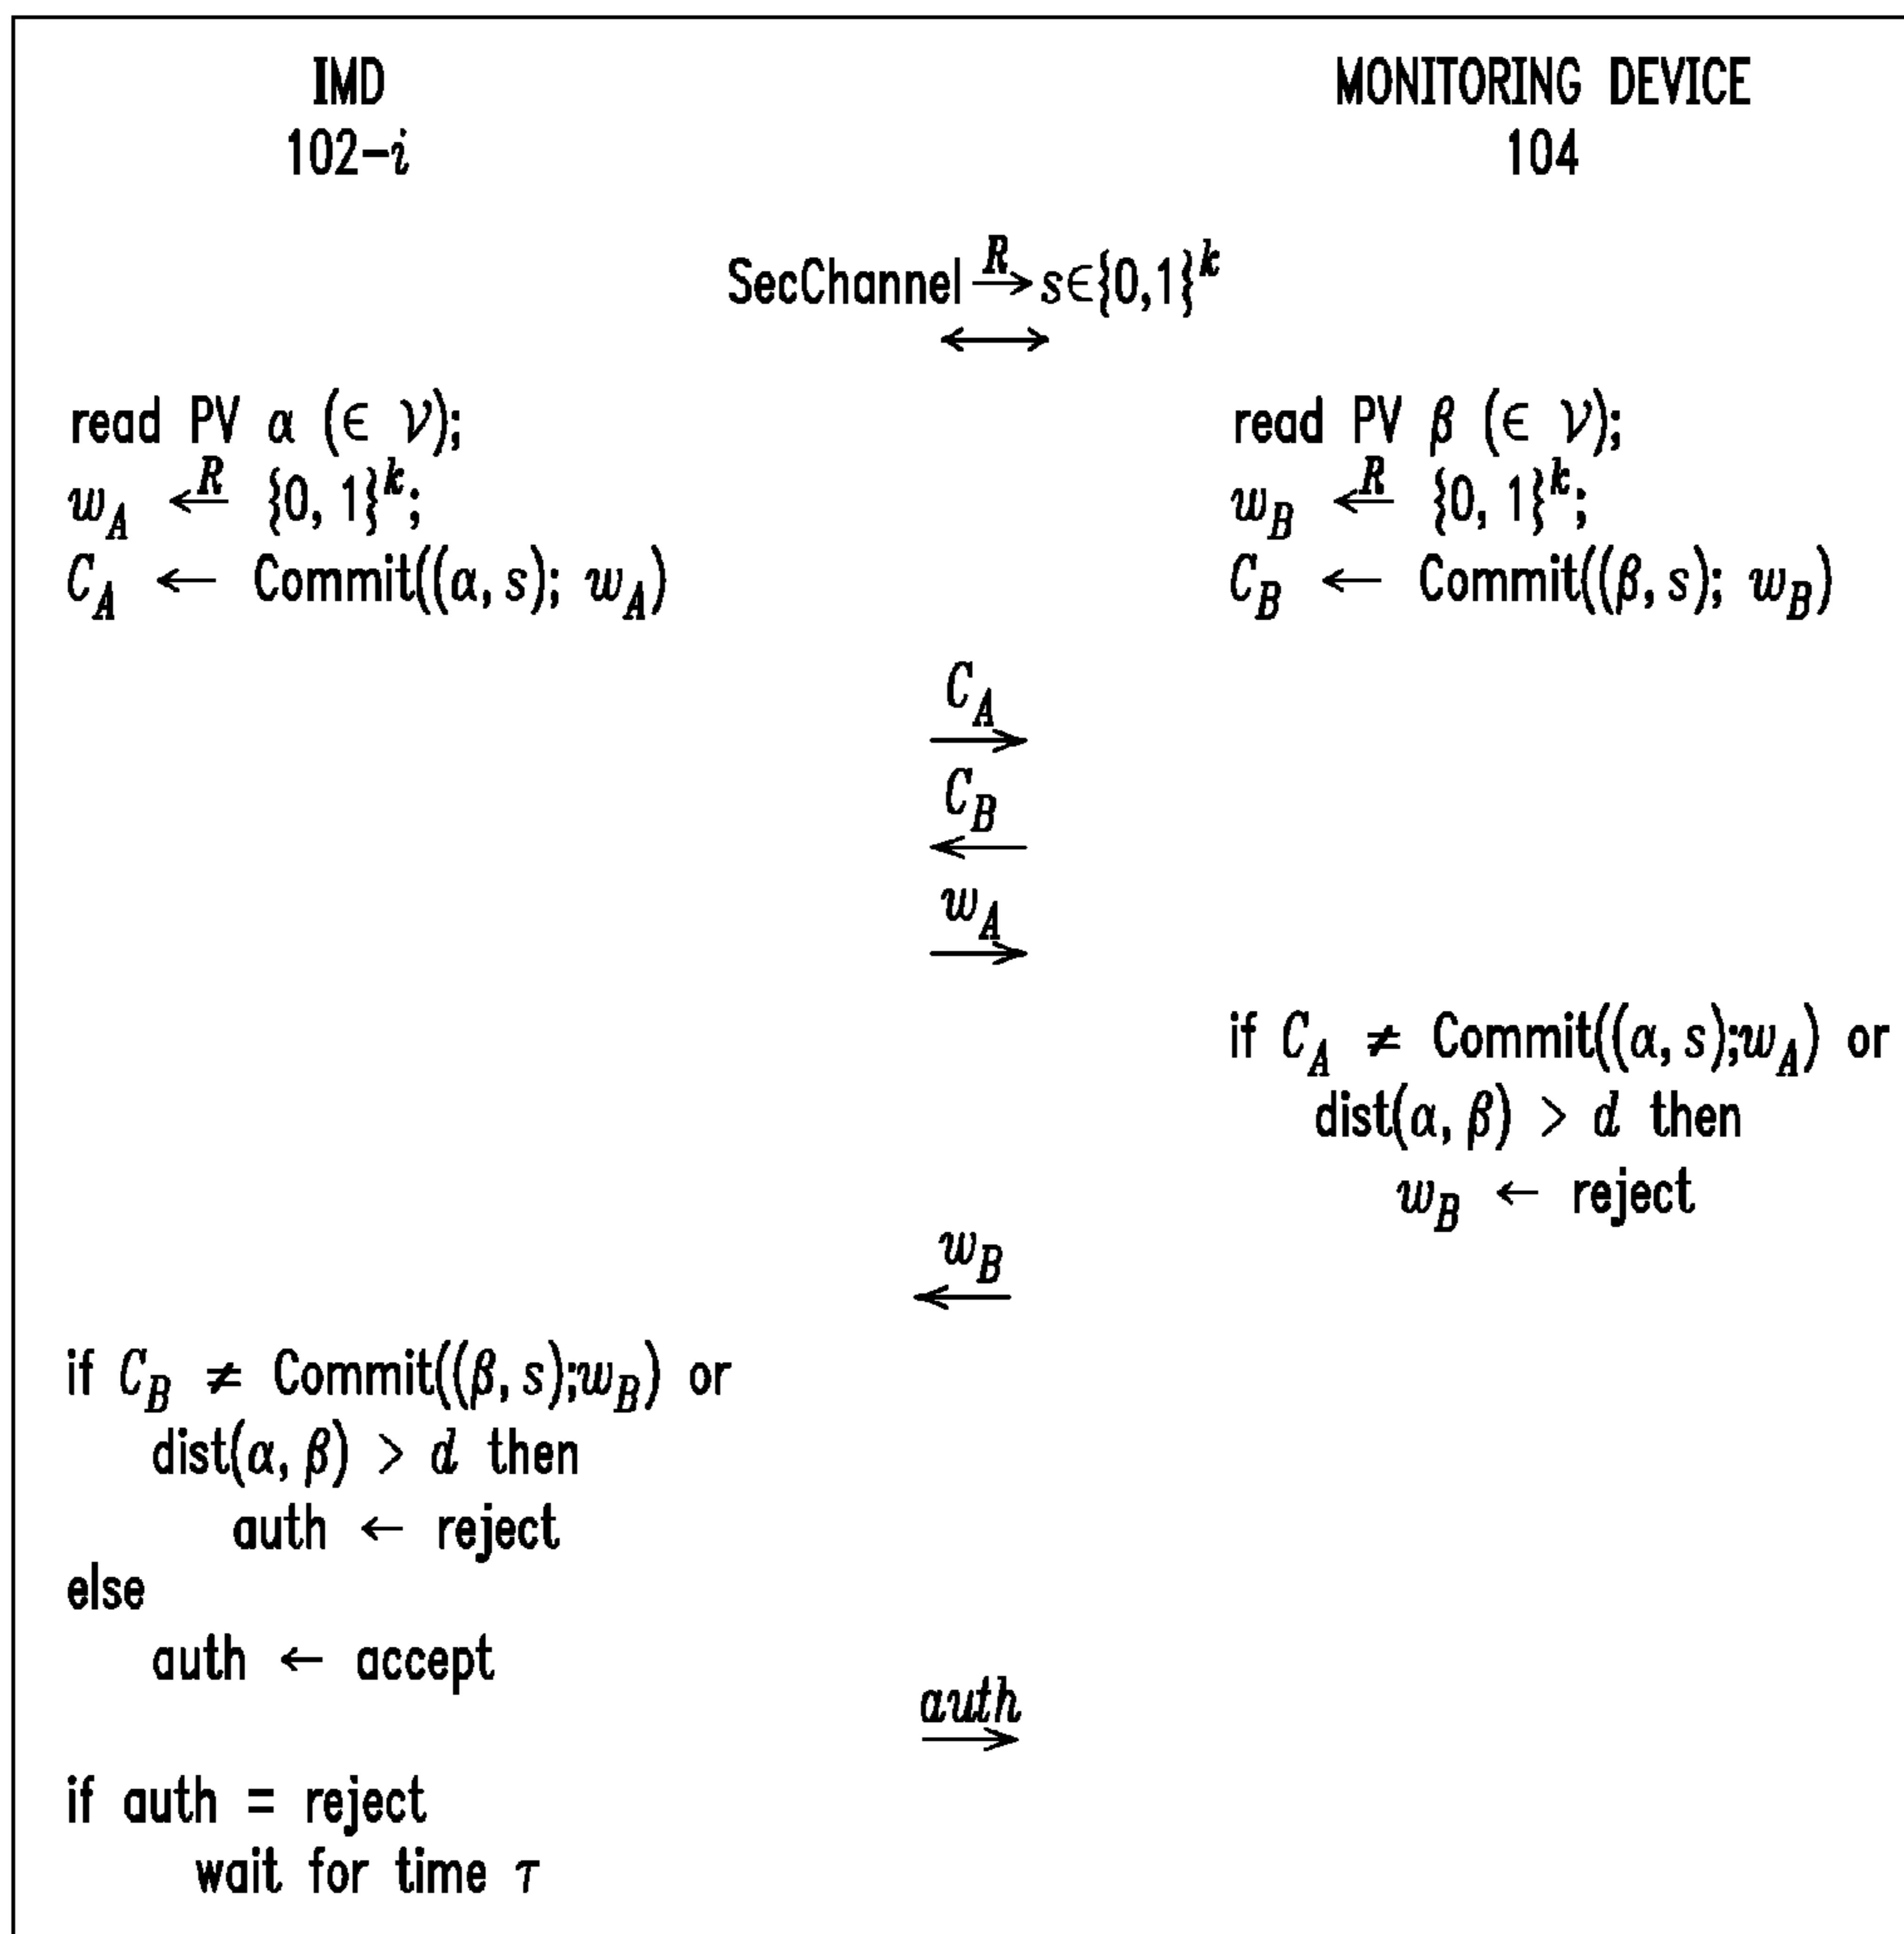 IMD MONITORING DEVICE
102-i 104
SecChannel —R→ s∈{0,1}^k
↔
read PV α (∈ 𝒱); read PV β (∈ 𝒱);
w_A ←R— {0, 1}^k; w_B ←R— {0, 1}^k;
C_A ← Commit((α, s); w_A) C_B ← Commit((β, s); w_B)
C_A
→
C_B
←
w_A
→
if C_A ≠ Commit((α, s);w_A) or
dist(α, β) > d then
w_B ← reject
w_B
←
if C_B ≠ Commit((β, s);w_B) or
dist(α, β) > d then
auth ← reject
else
auth ← accept
auth
→
if auth = reject
wait for time τ